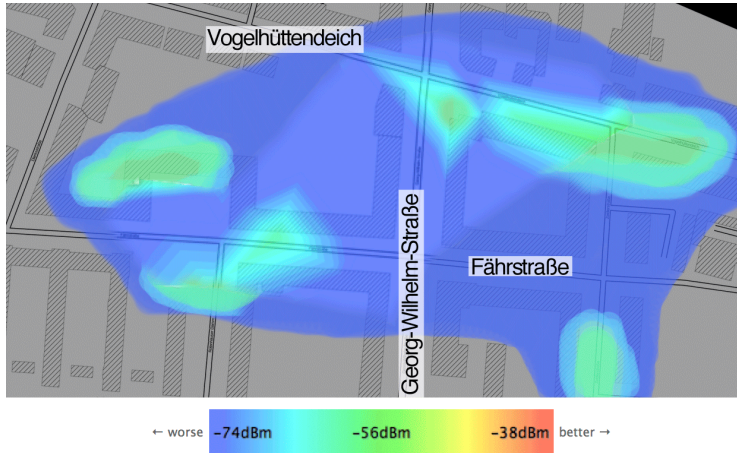 Vogelhüttendeich
Georg-Wilhelm-Straße
Fährstraße
← worse -74dBm -56dBm -38dBm better →